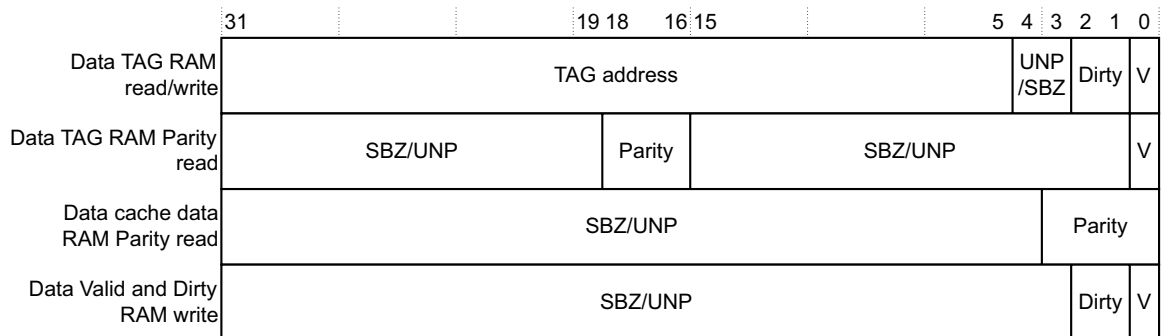 31 19 18 16 15 5 4 3 2 1 0
Data TAG RAM
read/write
TAG address
UNP
/SBZ
Dirty
V
Data TAG RAM Parity
read
SBZ/UNP
Parity
SBZ/UNP
V
Data cache data
RAM Parity read
SBZ/UNP
Parity
Data Valid and Dirty
RAM write
SBZ/UNP
Dirty
V